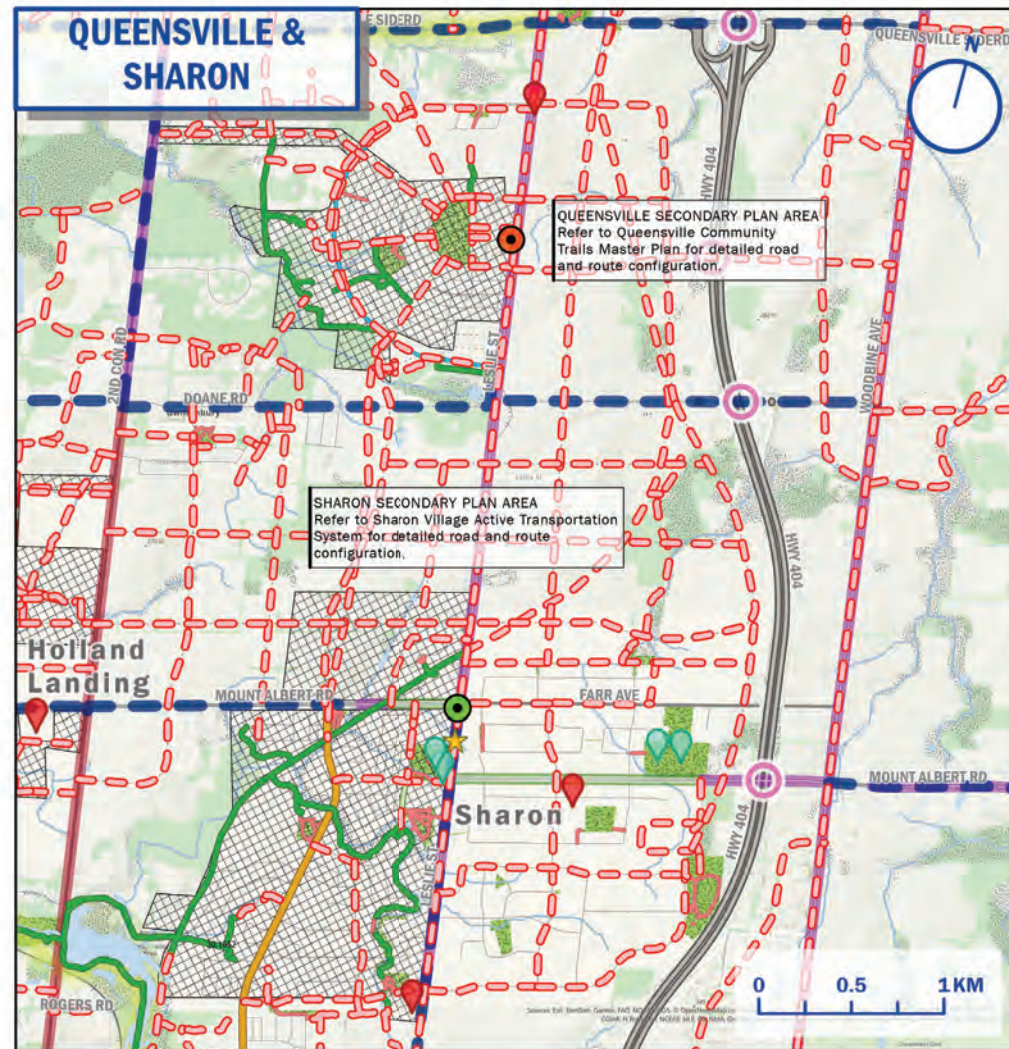 QUEENSVILLE &
SHARON
SIDERD
QUEENSVILLE SIDERD
N
HWY 404
QUEENSVILLE SECONDARY PLAN AREA
Refer to Queensville Community
Trails Master Plan for detailed road
and route configuration.
2ND CON RD
LESLIE ST
WOODBINE AVE
DOANE RD
SHARON SECONDARY PLAN AREA
Refer to Sharon Village Active Transportation
System for detailed road and route
configuration.
HWY 404
Holland
Landing
MOUNT ALBERT RD
FARR AVE
MOUNT ALBERT RD
Sharon
HWY 404
LESLIE ST
ROGERS RD
0 0.5 1KM